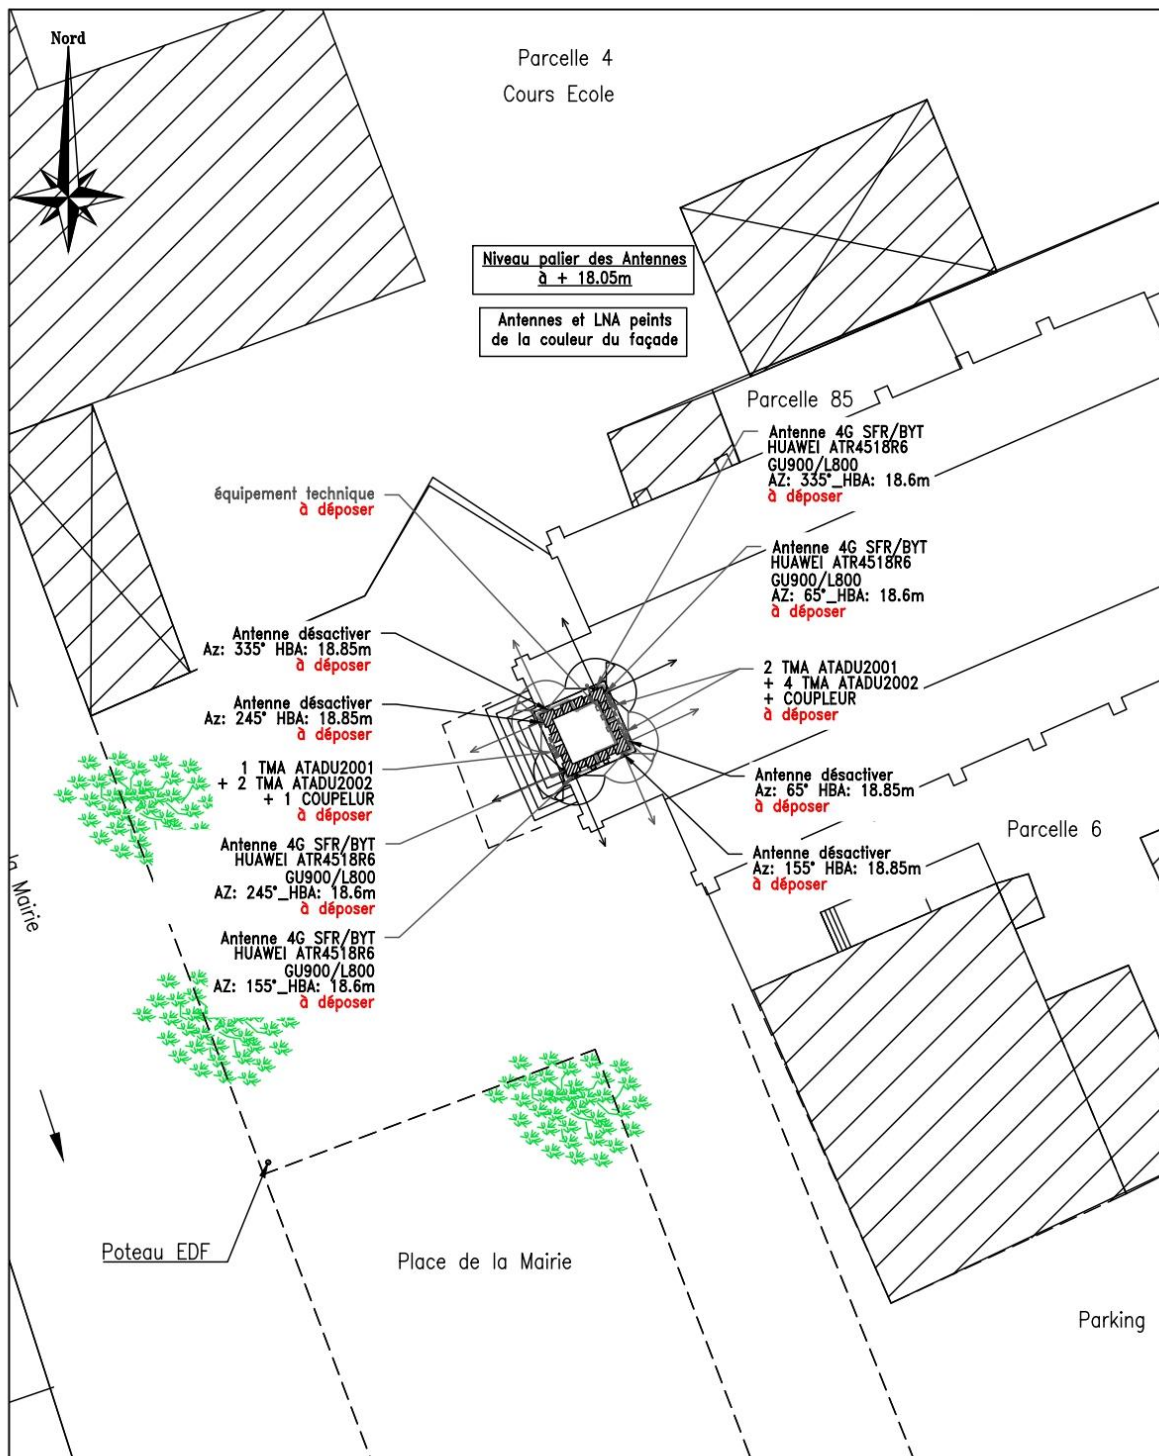 Nord
Parcelle 4
Cours Ecole
Niveau palier des Antennes
à + 18.05m
Antennes et LNA peints
de la couleur du façade
Parcelle 85
Antenne 4G SFR/BYT
HUAWEI ATR4518R6
GU900/L800
AZ: 335°_HBA: 18.6m
à déposer
équipement technique
à déposer
Antenne 4G SFR/BYT
HUAWEI ATR4518R6
GU900/L800
AZ: 65°_HBA: 18.6m
à déposer
Antenne désactiver
Az: 335° HBA: 18.85m
à déposer
2 TMA ATADU2001
+ 4 TMA ATADU2002
+ COUPLEUR
à déposer
Antenne désactiver
Az: 245° HBA: 18.85m
à déposer
1 TMA ATADU2001
+ 2 TMA ATADU2002
+ 1 COUPELUR
à déposer
Antenne désactiver
Az: 65° HBA: 18.85m
à déposer
Parcelle 6
Antenne 4G SFR/BYT
HUAWEI ATR4518R6
GU900/L800
AZ: 245°_HBA: 18.6m
à déposer
Antenne désactiver
Az: 155° HBA: 18.85m
à déposer
la Mairie
Antenne 4G SFR/BYT
HUAWEI ATR4518R6
GU900/L800
AZ: 155°_HBA: 18.6m
à déposer
Poteau EDF
Place de la Mairie
Parking